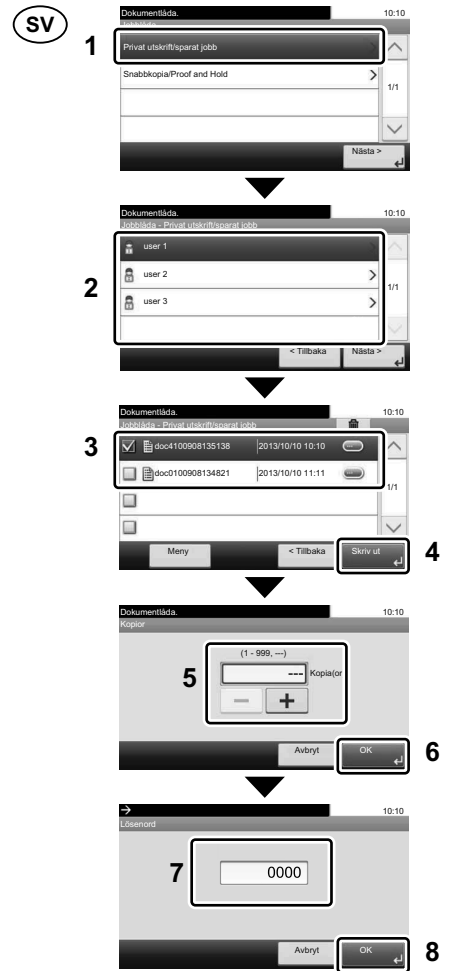 SV
Dokumentlåda. 10:10
Jobblåda
1 Privat utskrift/sparat jobb
Snabbkopia/Proof and Hold
1/1
Nästa >
Dokumentlåda. 10:10
Jobblåda - Privat utskrift/sparat jobb
user 1
2 user 2
1/1
user 3
< Tillbaka Nästa >
Dokumentlåda. 10:10
Jobblåda - Privat utskrift/sparat jobb
3 doc4100908135138 2013/10/10 10:10
doc0100908134821 2013/10/10 11:11
1/1
Meny < Tillbaka Skriv ut 4
Dokumentlåda. 10:10
Kopior
(1 - 999, ---)
5 --- Kopia(or
Avbryt OK 6
10:10
Lösenord
7 0000
Avbryt OK 8